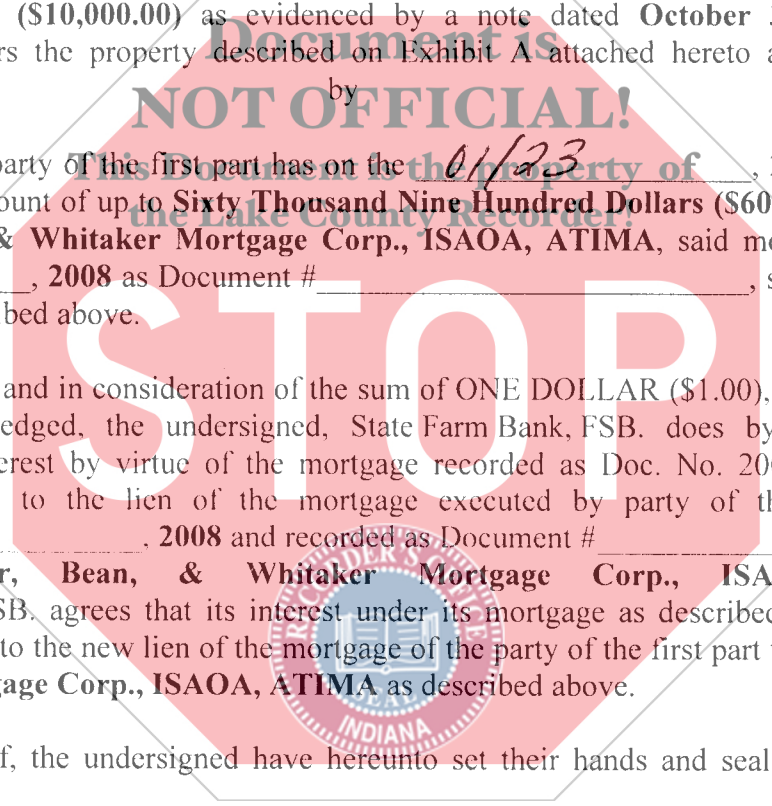 ($10,000.00) as evidenced by a note dated October
rs the property described on Exhibit A attached hereto a
Document is
by
NOT OFFICIAL!
party of the first part has on the 01/23,
This Document is the property of
ount of up to Sixty Thousand Nine Hundred Dollars ($60
the Lake County Recorder!
& Whitaker Mortgage Corp., ISAOA, ATIMA, said mo
, 2008 as Document # , s
bed above.
STOP
and in consideration of the sum of ONE DOLLAR ($1.00),
edged, the undersigned, State Farm Bank, FSB. does by
erest by virtue of the mortgage recorded as Doc. No. 20
to the lien of the mortgage executed by party of th
, 2008 and recorded as Document #
r, Bean, & Whitaker Mortgage Corp., ISA
SB. agrees that its interest under its mortgage as described
to the new lien of the mortgage of the party of the first part
gage Corp., ISAOA, ATIMA as described above.
RECORDER'S OFFICE
SEAL
INDIANA
f, the undersigned have hereunto set their hands and seal